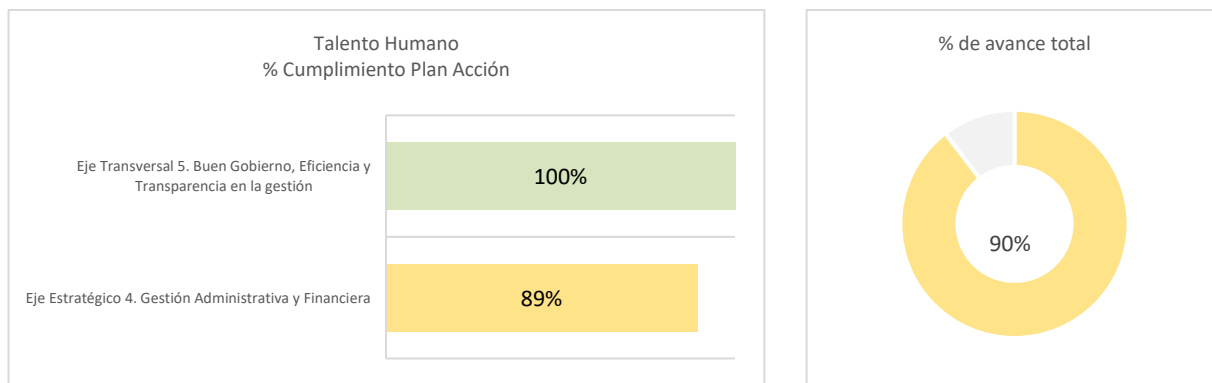 Talento Humano
% Cumplimiento Plan Acción
Eje Transversal 5. Buen Gobierno, Eficiencia y
Transparencia en la gestión
100%
Eje Estratégico 4. Gestión Administrativa y Financiera
89%
% de avance total
90%